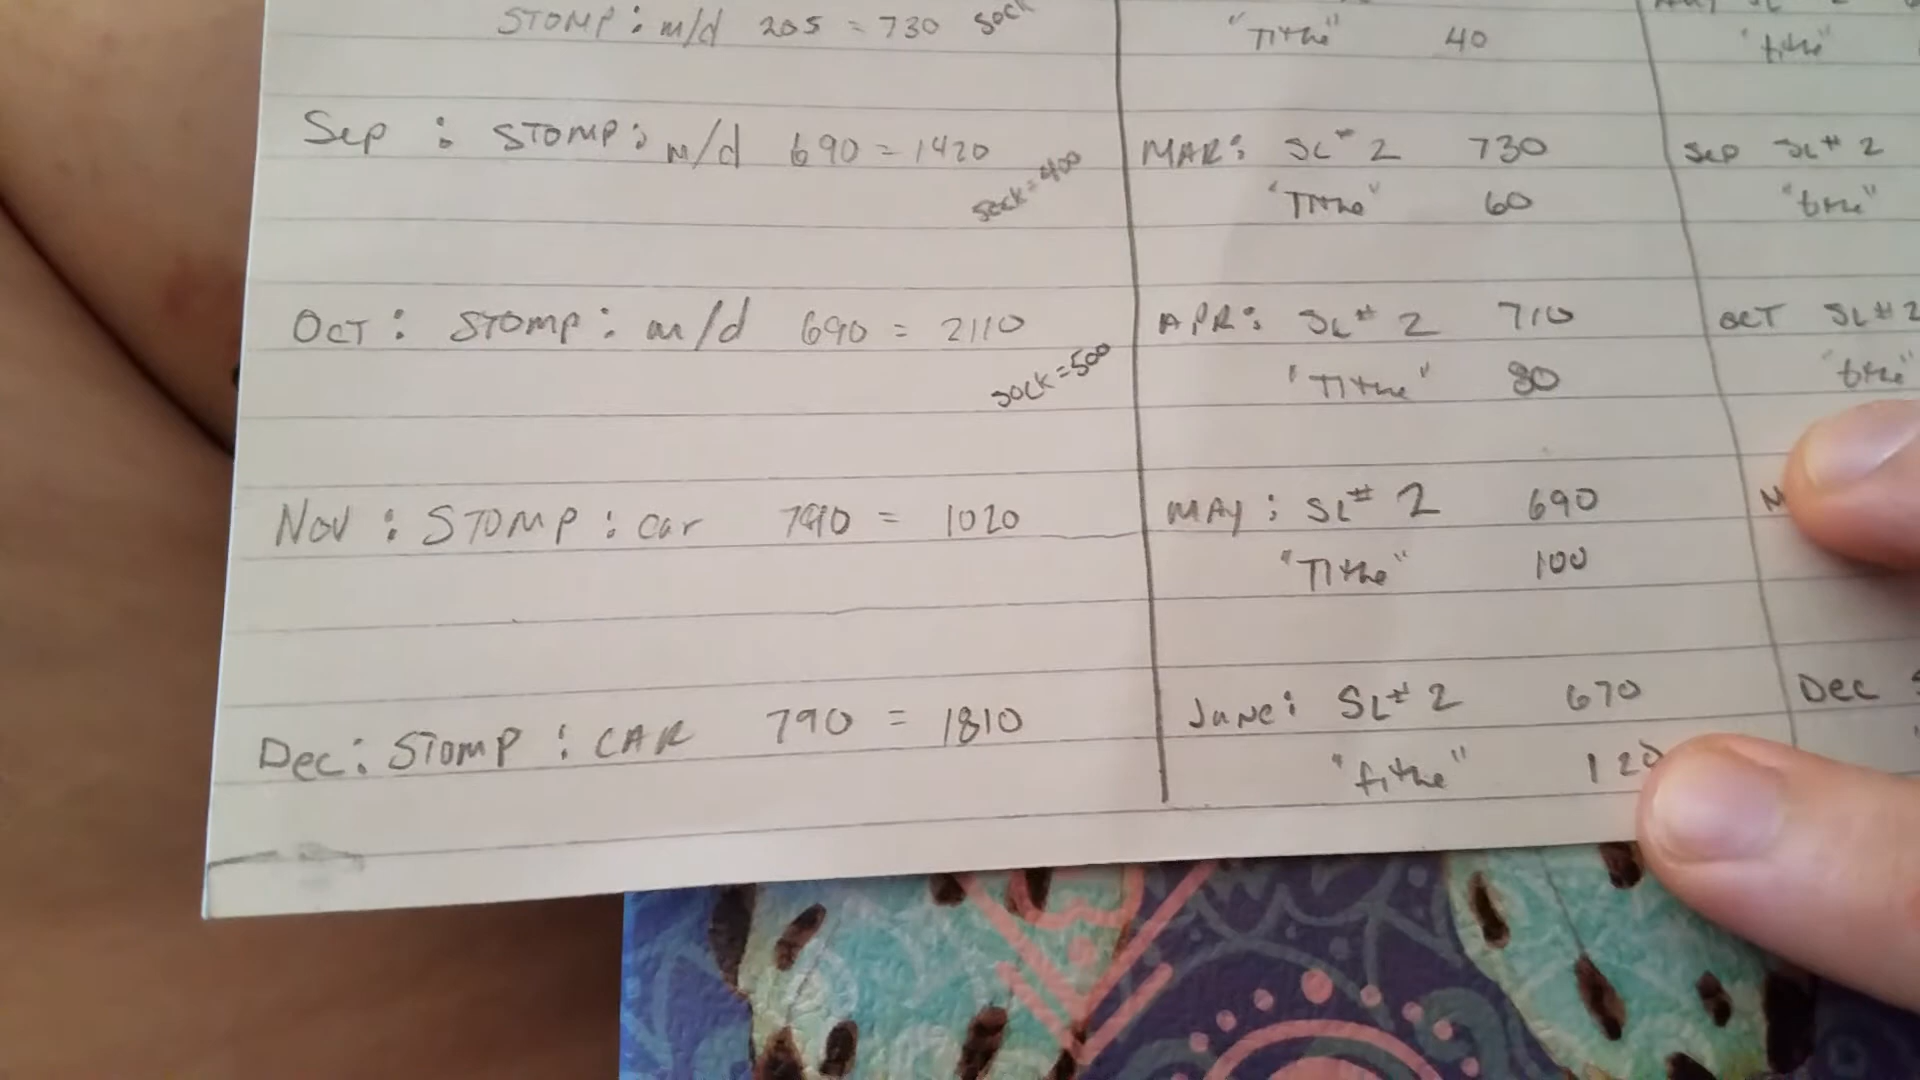 STOMP: m/d 205 = 730 sock
Sep : STOMP: m/d 690 = 1420
sock = 400
Oct : STOMP : m/d 690 = 2110
sock = 500
Nov : STOMP : car 790 = 1020
Dec : STOMP : CAR 790 = 1810
"Tithe" 40
MAR: SL# 2 730
"Tithe" 60
APR: SL# 2 710
"Tithe" 80
MAY : SL# 2 690
"Tithe" 100
June: SL# 2 670
"tithe" 120
"tithe"
Sep SL# 2
"tithe"
OCT SL# 2
"tithe"
Dec